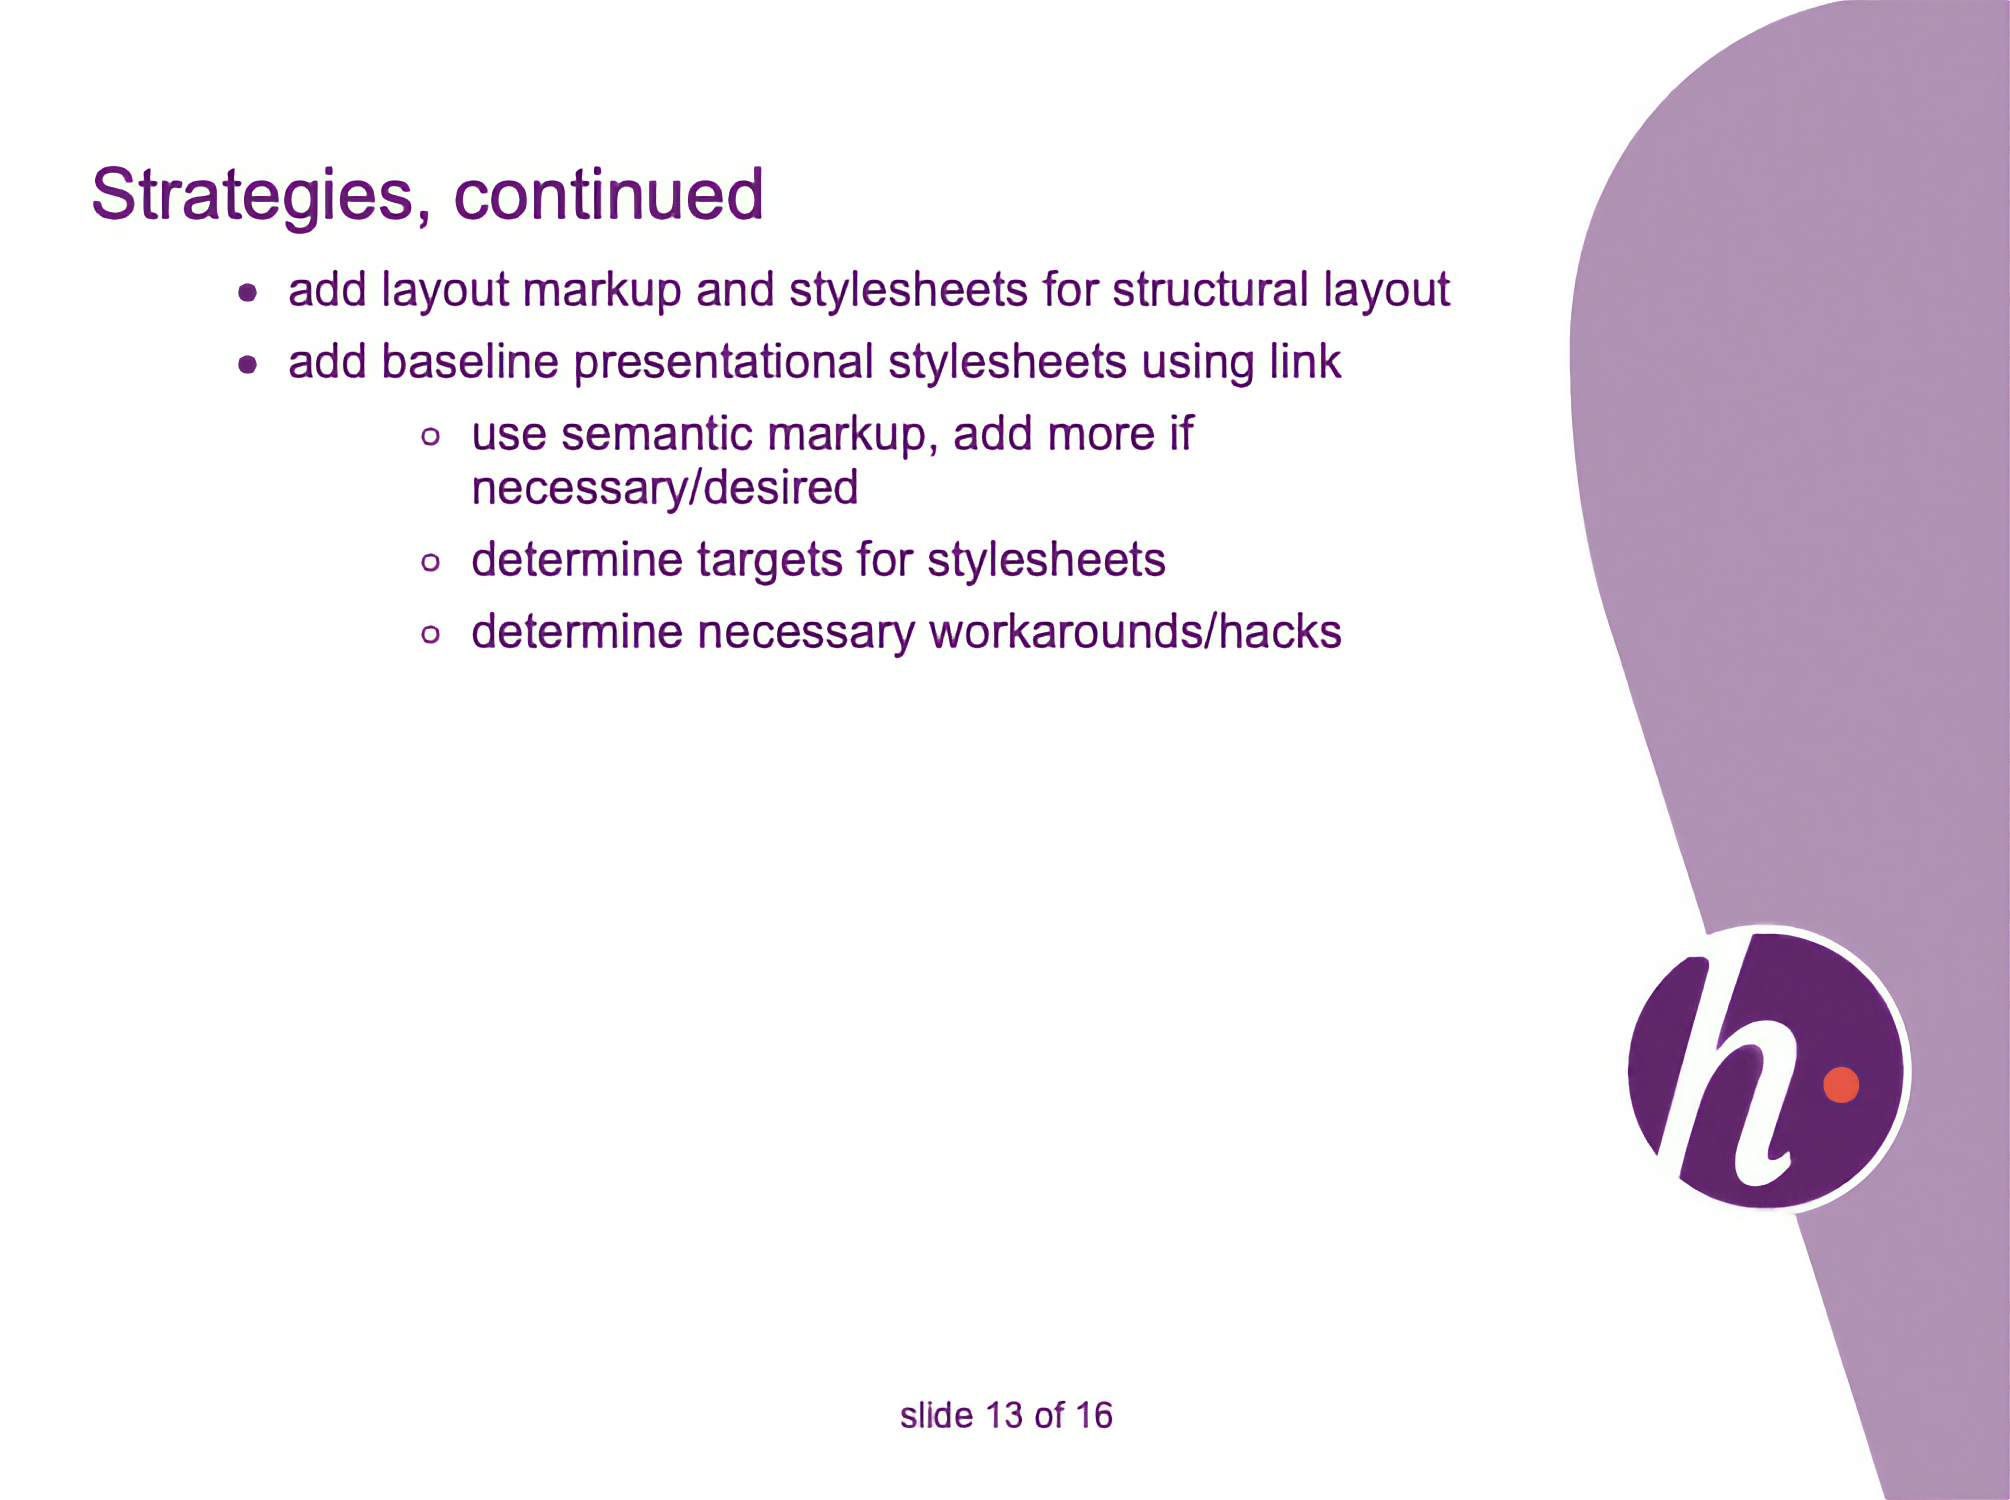 Strategies, continued
• add layout markup and stylesheets for structural layout
• add baseline presentational stylesheets using link
○ use semantic markup, add more if
necessary/desired
○ determine targets for stylesheets
○ determine necessary workarounds/hacks
h
slide 13 of 16